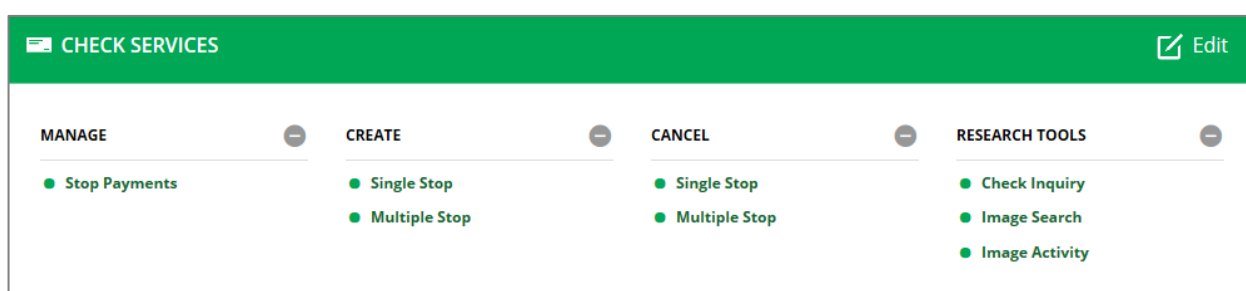 CHECK SERVICES
Edit
MANAGE
Stop Payments
CREATE
Single Stop
Multiple Stop
CANCEL
Single Stop
Multiple Stop
RESEARCH TOOLS
Check Inquiry
Image Search
Image Activity